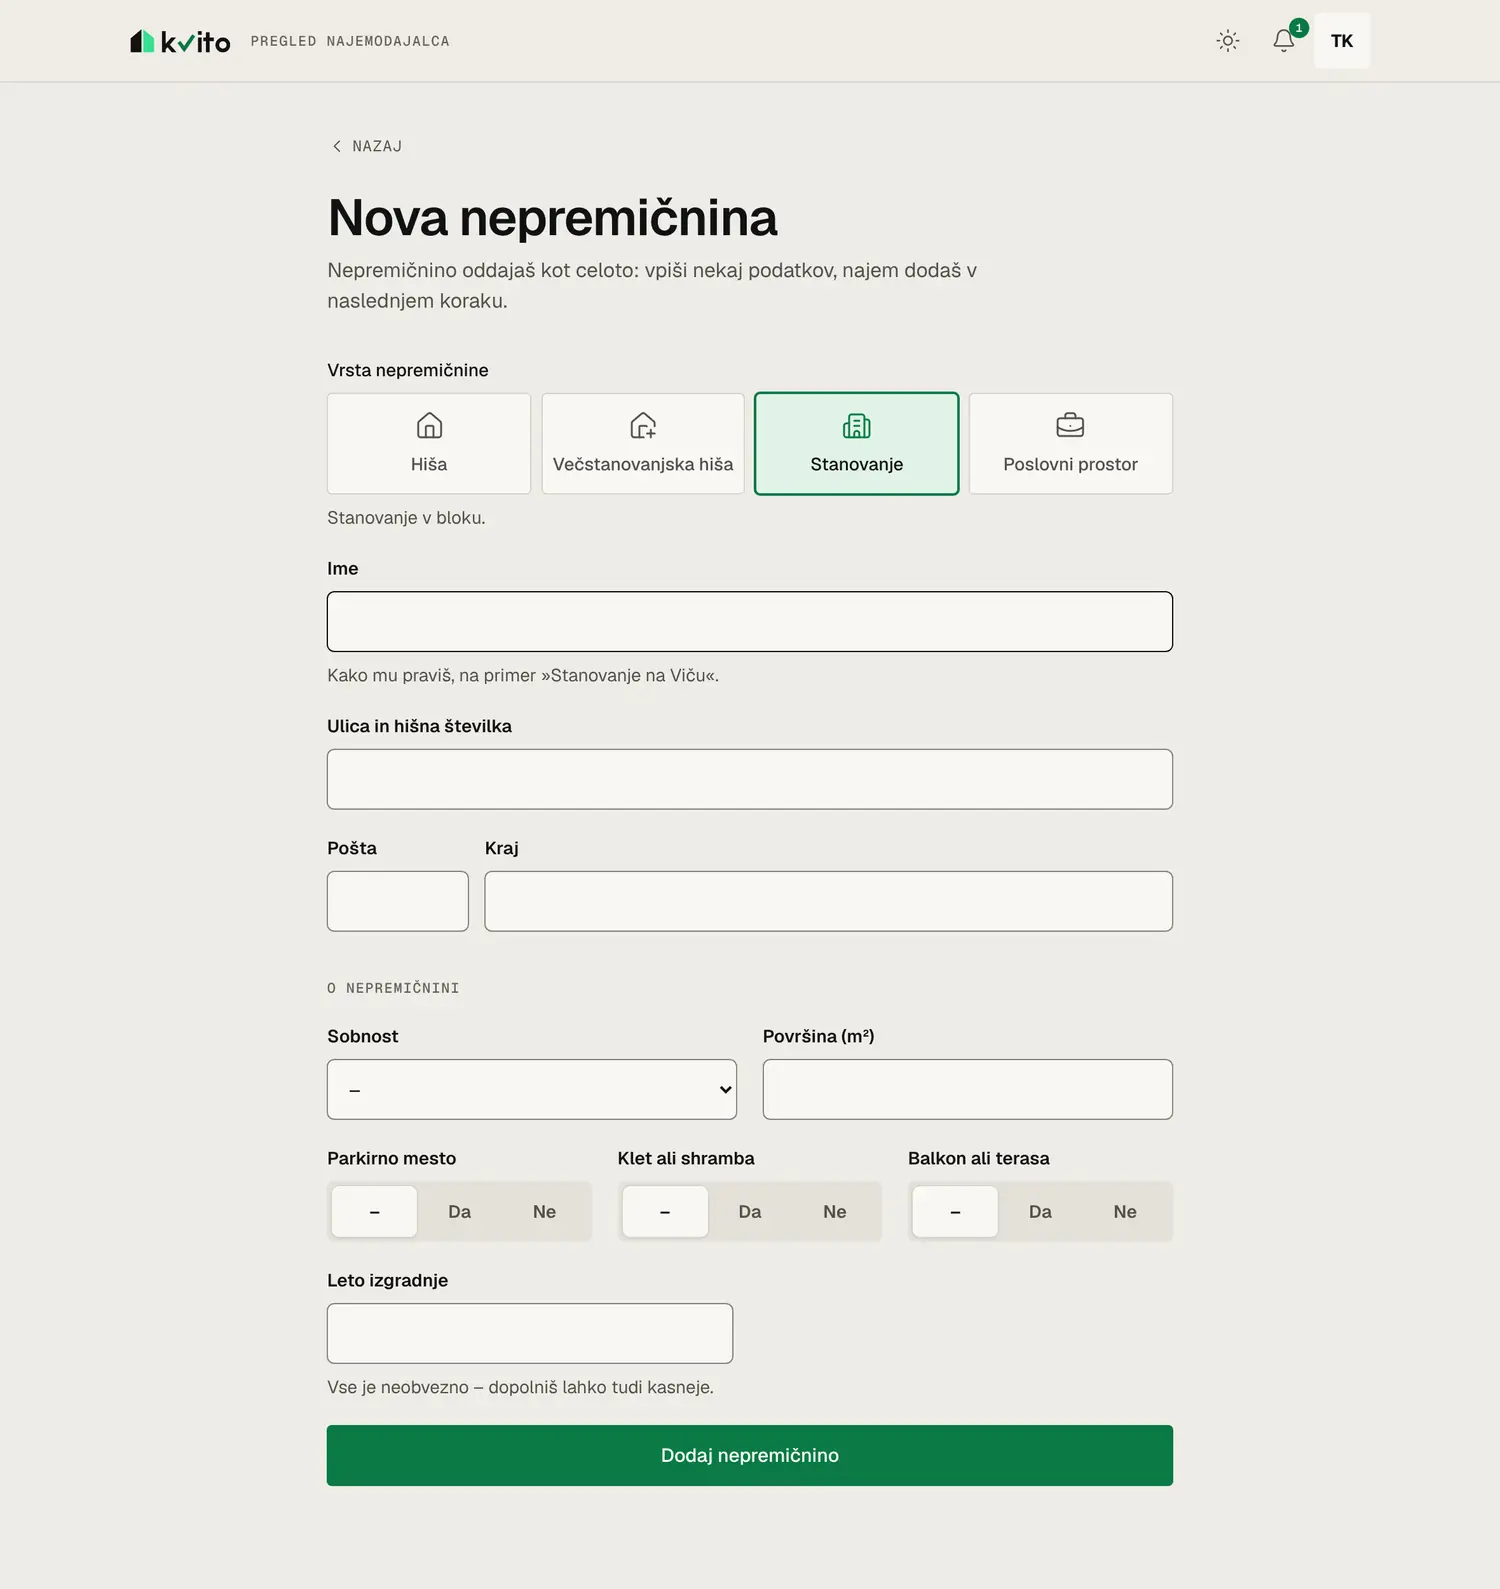 kvito PREGLED NAJEMODAJALCA 1 TK
NAZAJ
Nova nepremičnina
Nepremičnino oddajaš kot celoto: vpiši nekaj podatkov, najem dodaš v
naslednjem koraku.
Vrsta nepremičnine
Hiša Večstanovanjska hiša Stanovanje Poslovni prostor
Stanovanje v bloku.
Ime
Kako mu praviš, na primer »Stanovanje na Viču«.
Ulica in hišna številka
Pošta Kraj
O NEPREMIČNINI
Sobnost Površina (m²)
–
Parkirno mesto Klet ali shramba Balkon ali terasa
– Da Ne – Da Ne – Da Ne
Leto izgradnje
Vse je neobvezno – dopolniš lahko tudi kasneje.
Dodaj nepremičnino